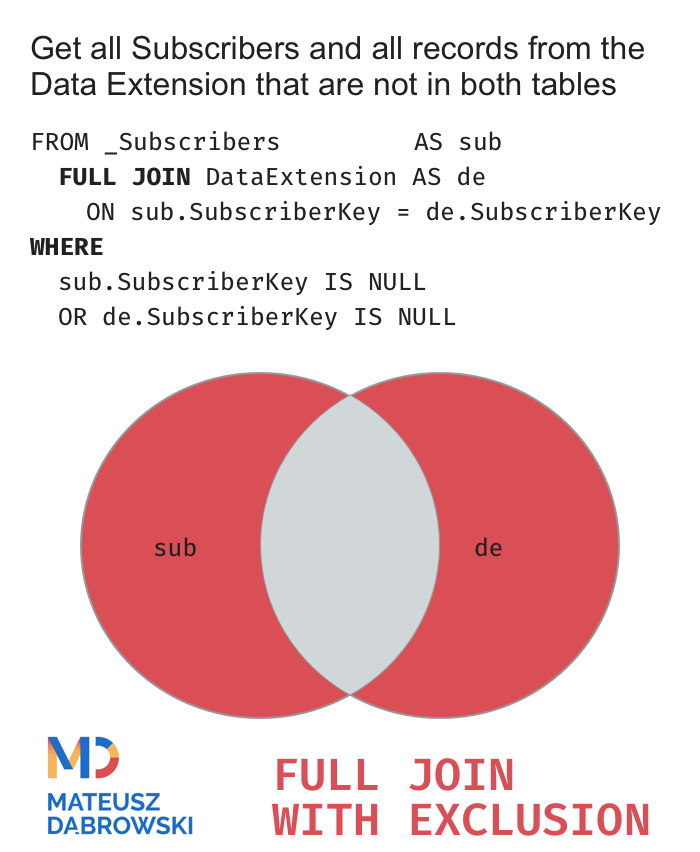 Get all Subscribers and all records from the
Data Extension that are not in both tables
FROM _Subscribers         AS sub
  FULL JOIN DataExtension AS de
    ON sub.SubscriberKey = de.SubscriberKey
WHERE
  sub.SubscriberKey IS NULL
  OR de.SubscriberKey IS NULL
sub
de
MD
MATEUSZ
DĄBROWSKI
FULL JOIN
WITH EXCLUSION